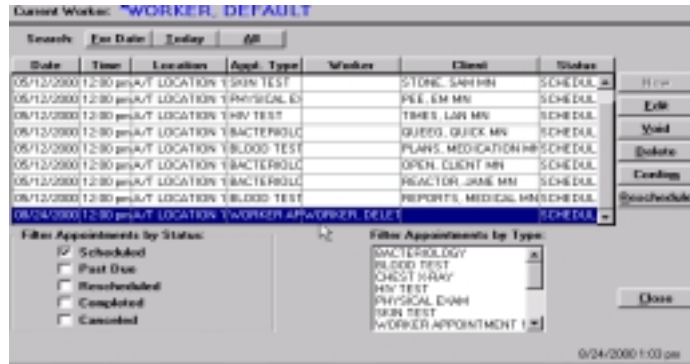 Current Worker: *WORKER, DEFAULT
Search: For Date Today All
Date Time Location Appt. Type Worker Client Status
05/12/2000 12:00 pm A/T LOCATION 1 SKIN TEST STONE, SAM MN SCHEDUL
05/12/2000 12:00 pm A/T LOCATION 1 PHYSICAL EX PEE, EM MN SCHEDUL
05/12/2000 12:00 pm A/T LOCATION 1 HIV TEST TIMES, LAN MN SCHEDUL
05/12/2000 12:00 pm A/T LOCATION 1 BACTERIOLO QUEEG, QUICK MN SCHEDUL
05/12/2000 12:00 pm A/T LOCATION 1 BLOOD TEST PLANS, MEDICATION MN SCHEDUL
05/12/2000 12:00 pm A/T LOCATION 1 BACTERIOLO OPEN, CLIENT MN SCHEDUL
05/12/2000 12:00 pm A/T LOCATION 1 BACTERIOLO REACTOR, JANE MN SCHEDUL
05/12/2000 12:00 pm A/T LOCATION 1 BLOOD TEST REPORTS, MEDICAL MN SCHEDUL
08/24/2000 12:00 pm A/T LOCATION 1 WORKER AP WORKER, DELET SCHEDUL
New
Edit
Void
Delete
Confirm
Reschedule
Filter Appointments by Status:
Scheduled
Past Due
Rescheduled
Completed
Canceled
Filter Appointments by Type:
BACTERIOLOGY
BLOOD TEST
CHEST X-RAY
HIV TEST
PHYSICAL EXAM
SKIN TEST
WORKER APPOINTMENT
Close
8/24/2000 1:03 pm